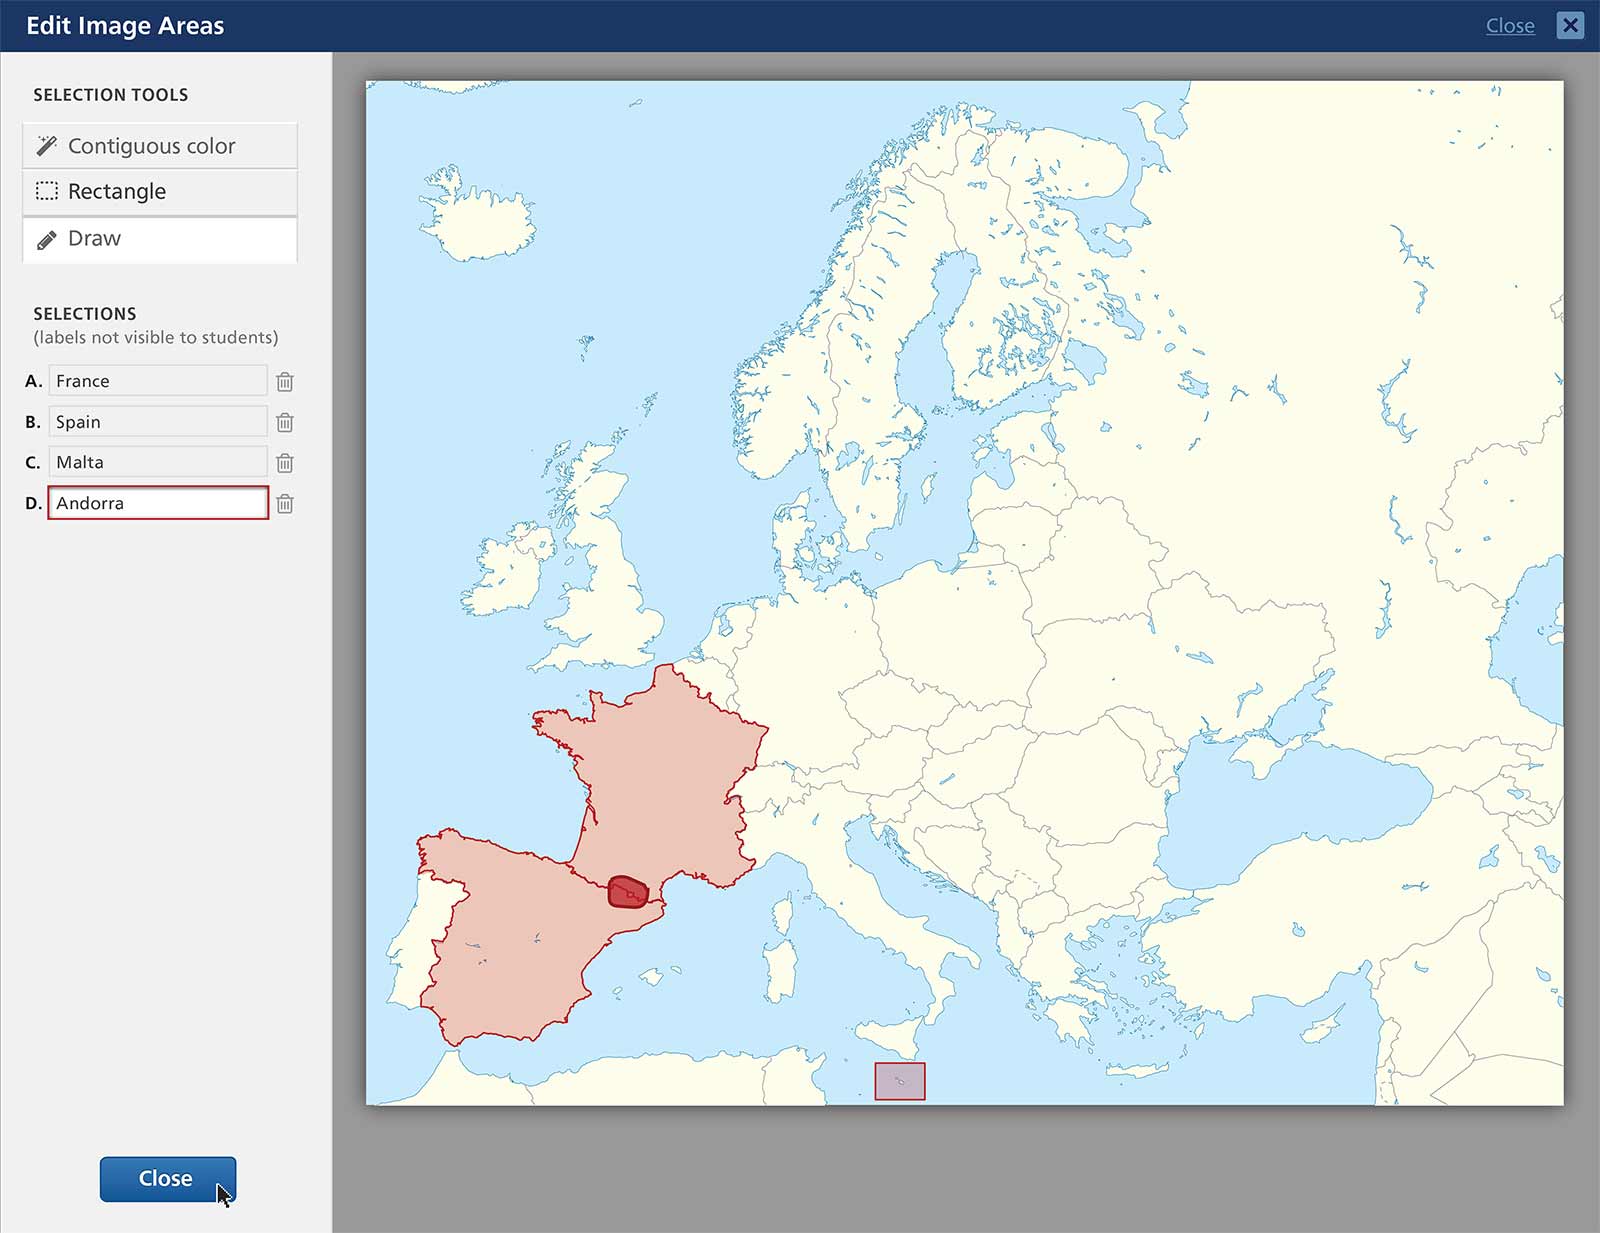 Edit Image Areas
Close
SELECTION TOOLS
Contiguous color
Rectangle
Draw
SELECTIONS
(labels not visible to students)
A. France
B. Spain
C. Malta
D. Andorra
Close